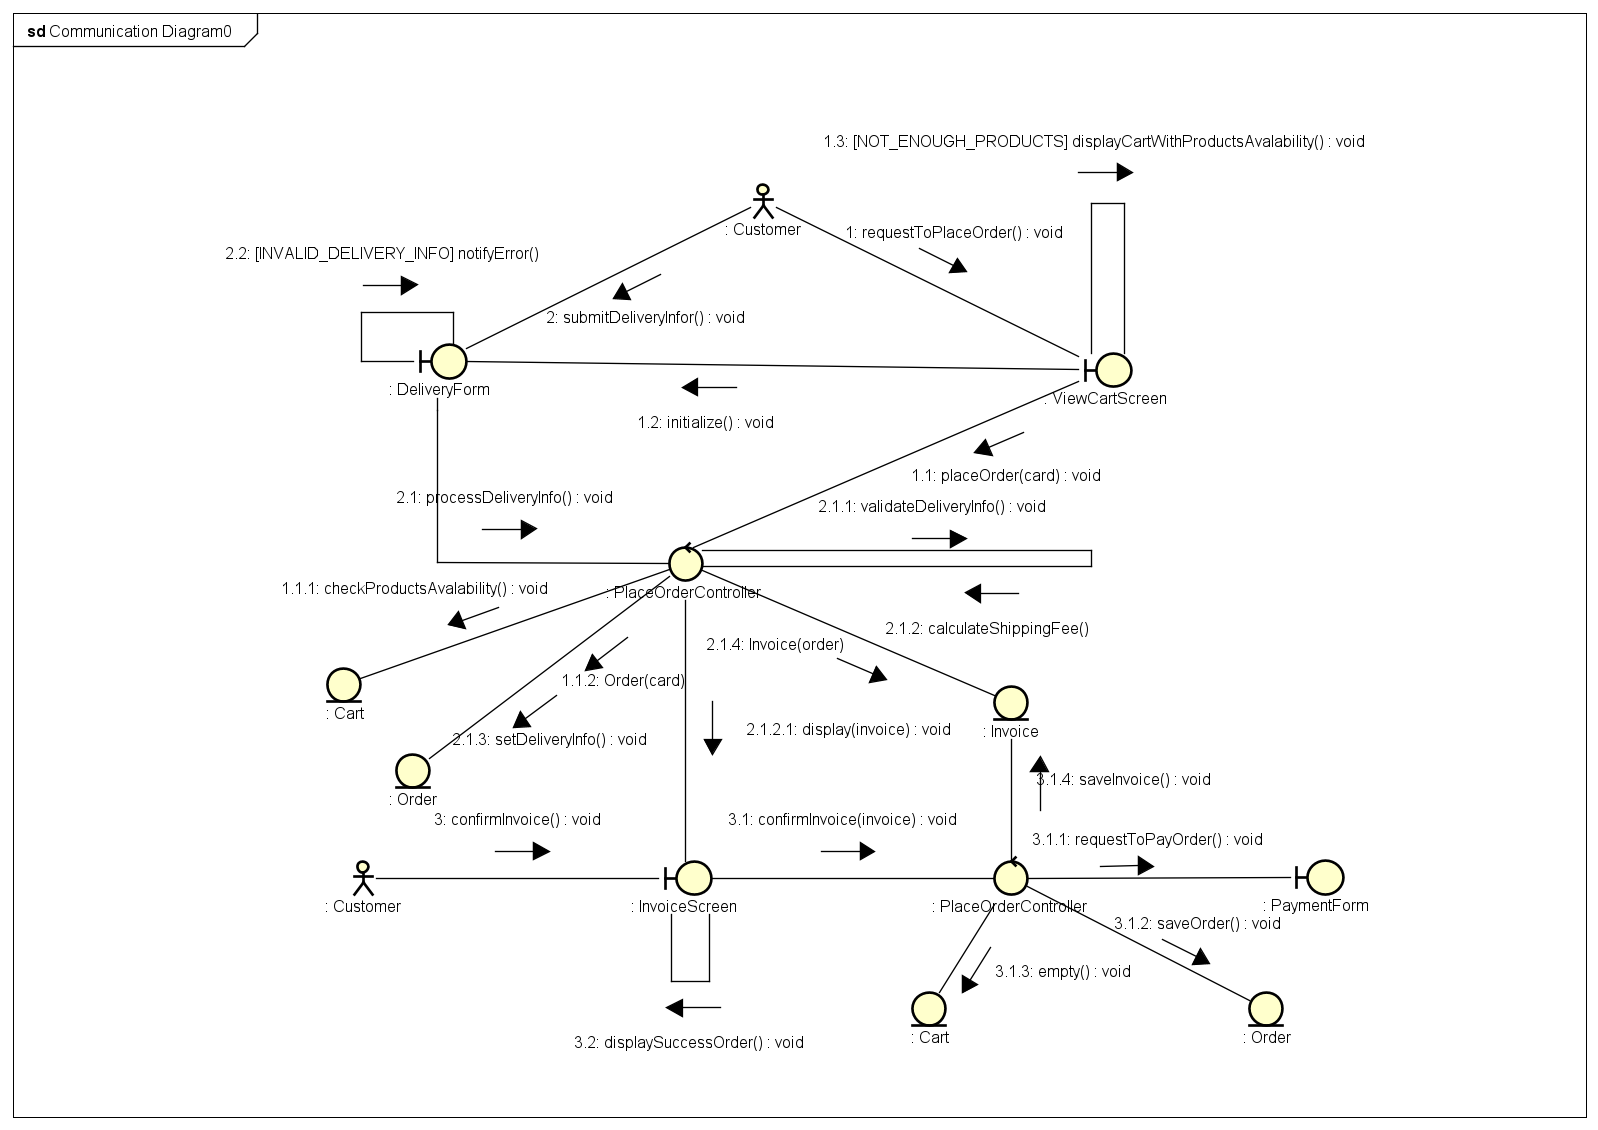 sd Communication Diagram0
1.3: [NOT_ENOUGH_PRODUCTS] displayCartWithProductsAvalability() : void
: Customer
1: requestToPlaceOrder() : void
2.2: [INVALID_DELIVERY_INFO] notifyError()
2: submitDeliveryInfor() : void
: DeliveryForm
: ViewCartScreen
1.2: initialize() : void
1.1: placeOrder(card) : void
2.1: processDeliveryInfo() : void
2.1.1: validateDeliveryInfo() : void
1.1.1: checkProductsAvalability() : void
: PlaceOrderController
2.1.2: calculateShippingFee()
2.1.4: Invoice(order)
1.1.2: Order(card)
: Cart
2.1.3: setDeliveryInfo() : void
2.1.2.1: display(invoice) : void
: Invoice
3.1.4: saveInvoice() : void
: Order
3: confirmInvoice() : void
3.1: confirmInvoice(invoice) : void
3.1.1: requestToPayOrder() : void
: Customer
: InvoiceScreen
: PlaceOrderController
: PaymentForm
3.1.2: saveOrder() : void
3.1.3: empty() : void
: Cart
: Order
3.2: displaySuccessOrder() : void